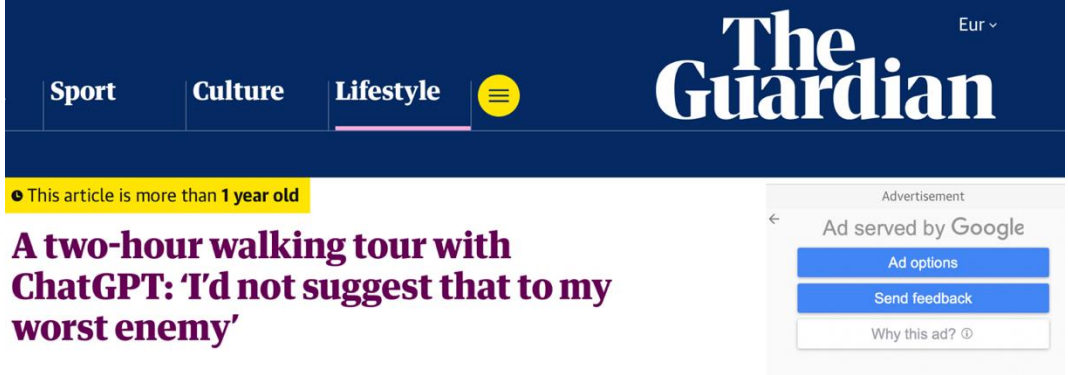 The
Guardian
Eur
Sport
Culture
Lifestyle
This article is more than 1 year old
A two-hour walking tour with
ChatGPT: ‘I’d not suggest that to my
worst enemy’
Advertisement
Ad served by Google
Ad options
Send feedback
Why this ad?